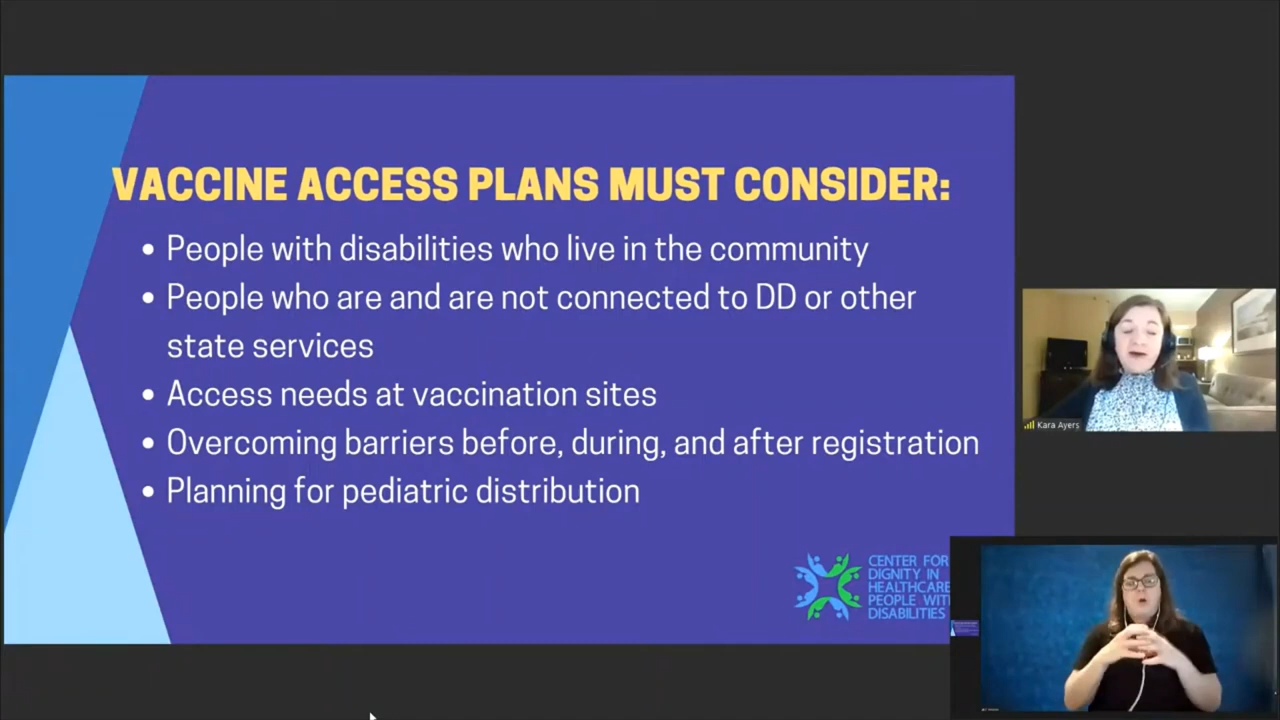 VACCINE ACCESS PLANS MUST CONSIDER:
• People with disabilities who live in the community
• People who are and are not connected to DD or other
state services
• Access needs at vaccination sites
• Overcoming barriers before, during, and after registration
• Planning for pediatric distribution
CENTER FOR
DIGNITY IN
HEALTHCARE
PEOPLE WIT
DISABILITIES
Kara Ayers